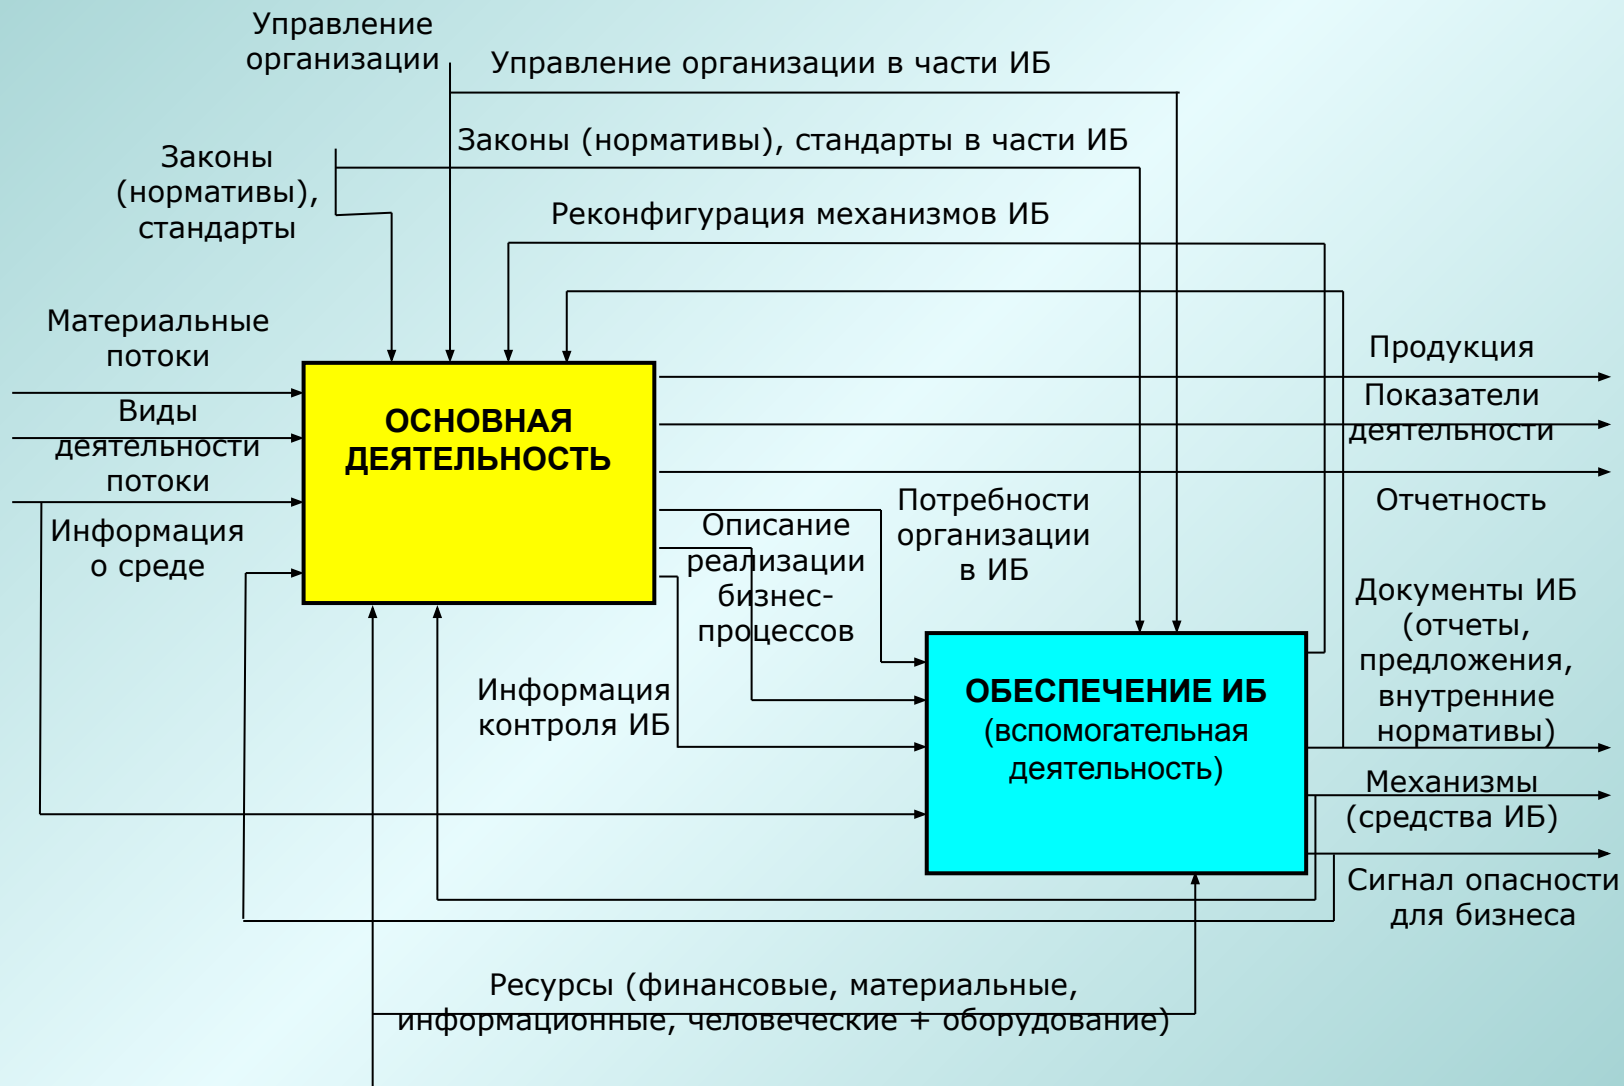 Управление
организации
Управление организации в части ИБ
Законы (нормативы), стандарты в части ИБ
Законы
(нормативы),
стандарты
Реконфигурация механизмов ИБ
Материальные
потоки
Виды
деятельности
потоки
Информация
о среде
ОСНОВНАЯ
ДЕЯТЕЛЬНОСТЬ
Продукция
Показатели
деятельности
Отчетность
Потребности
организации
в ИБ
Описание
реализации
бизнес-
процессов
Информация
контроля ИБ
ОБЕСПЕЧЕНИЕ ИБ
(вспомогательная
деятельность)
Документы ИБ
(отчеты,
предложения,
внутренние
нормативы)
Механизмы
(средства ИБ)
Сигнал опасности
для бизнеса
Ресурсы (финансовые, материальные,
информационные, человеческие + оборудование)